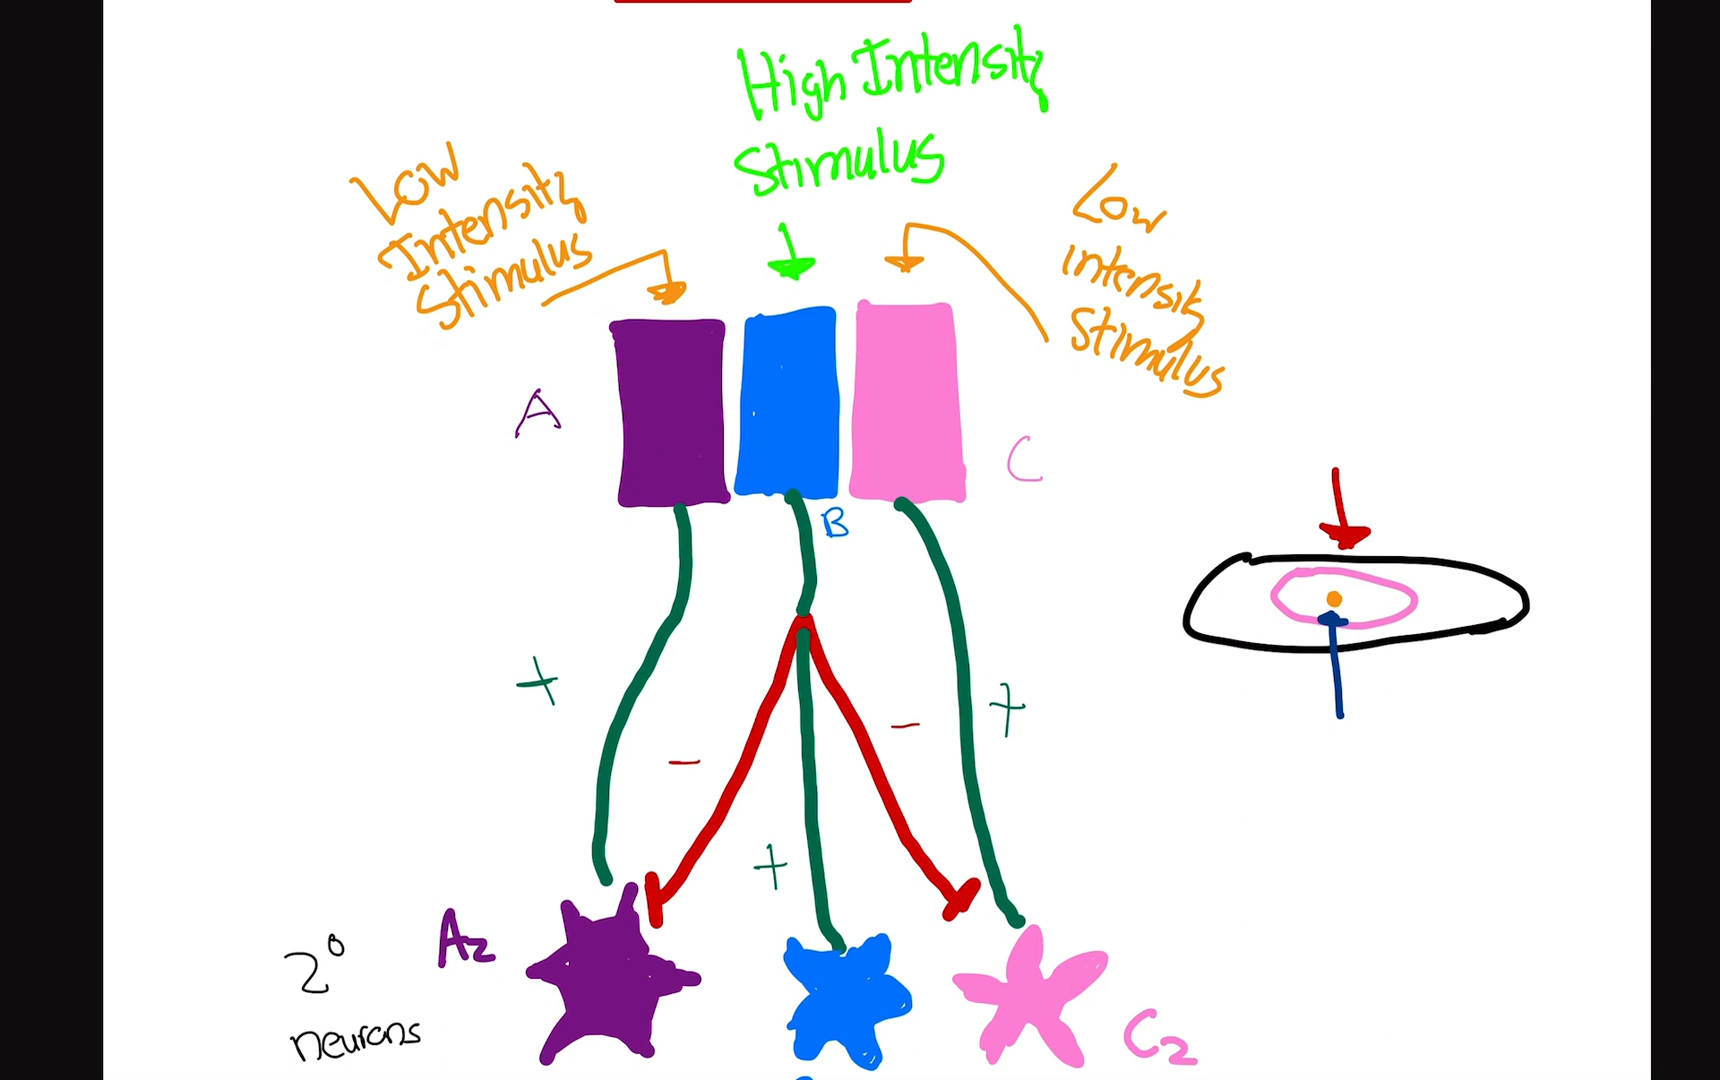 High Intensity
Stimulus
Low
Intensity
Stimulus
Low
intensity
Stimulus
A
C
B
+
+
-
-
+
A2
2°
neurons
C2